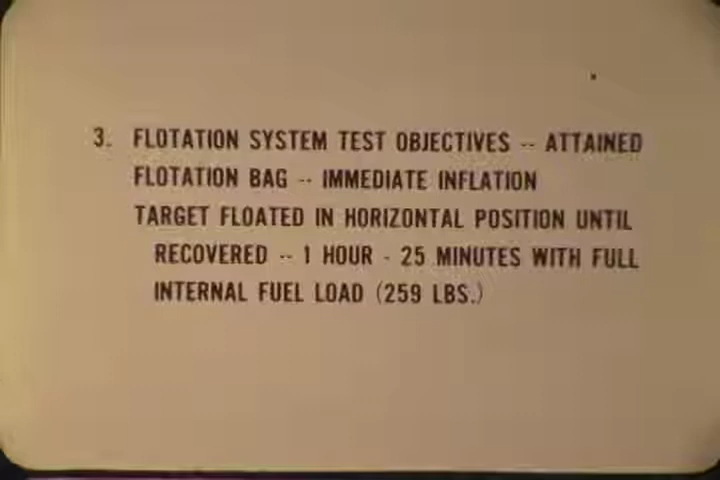 3. FLOTATION SYSTEM TEST OBJECTIVES -- ATTAINED
FLOTATION BAG -- IMMEDIATE INFLATION
TARGET FLOATED IN HORIZONTAL POSITION UNTIL
RECOVERED -- 1 HOUR - 25 MINUTES WITH FULL
INTERNAL FUEL LOAD (259 LBS.)